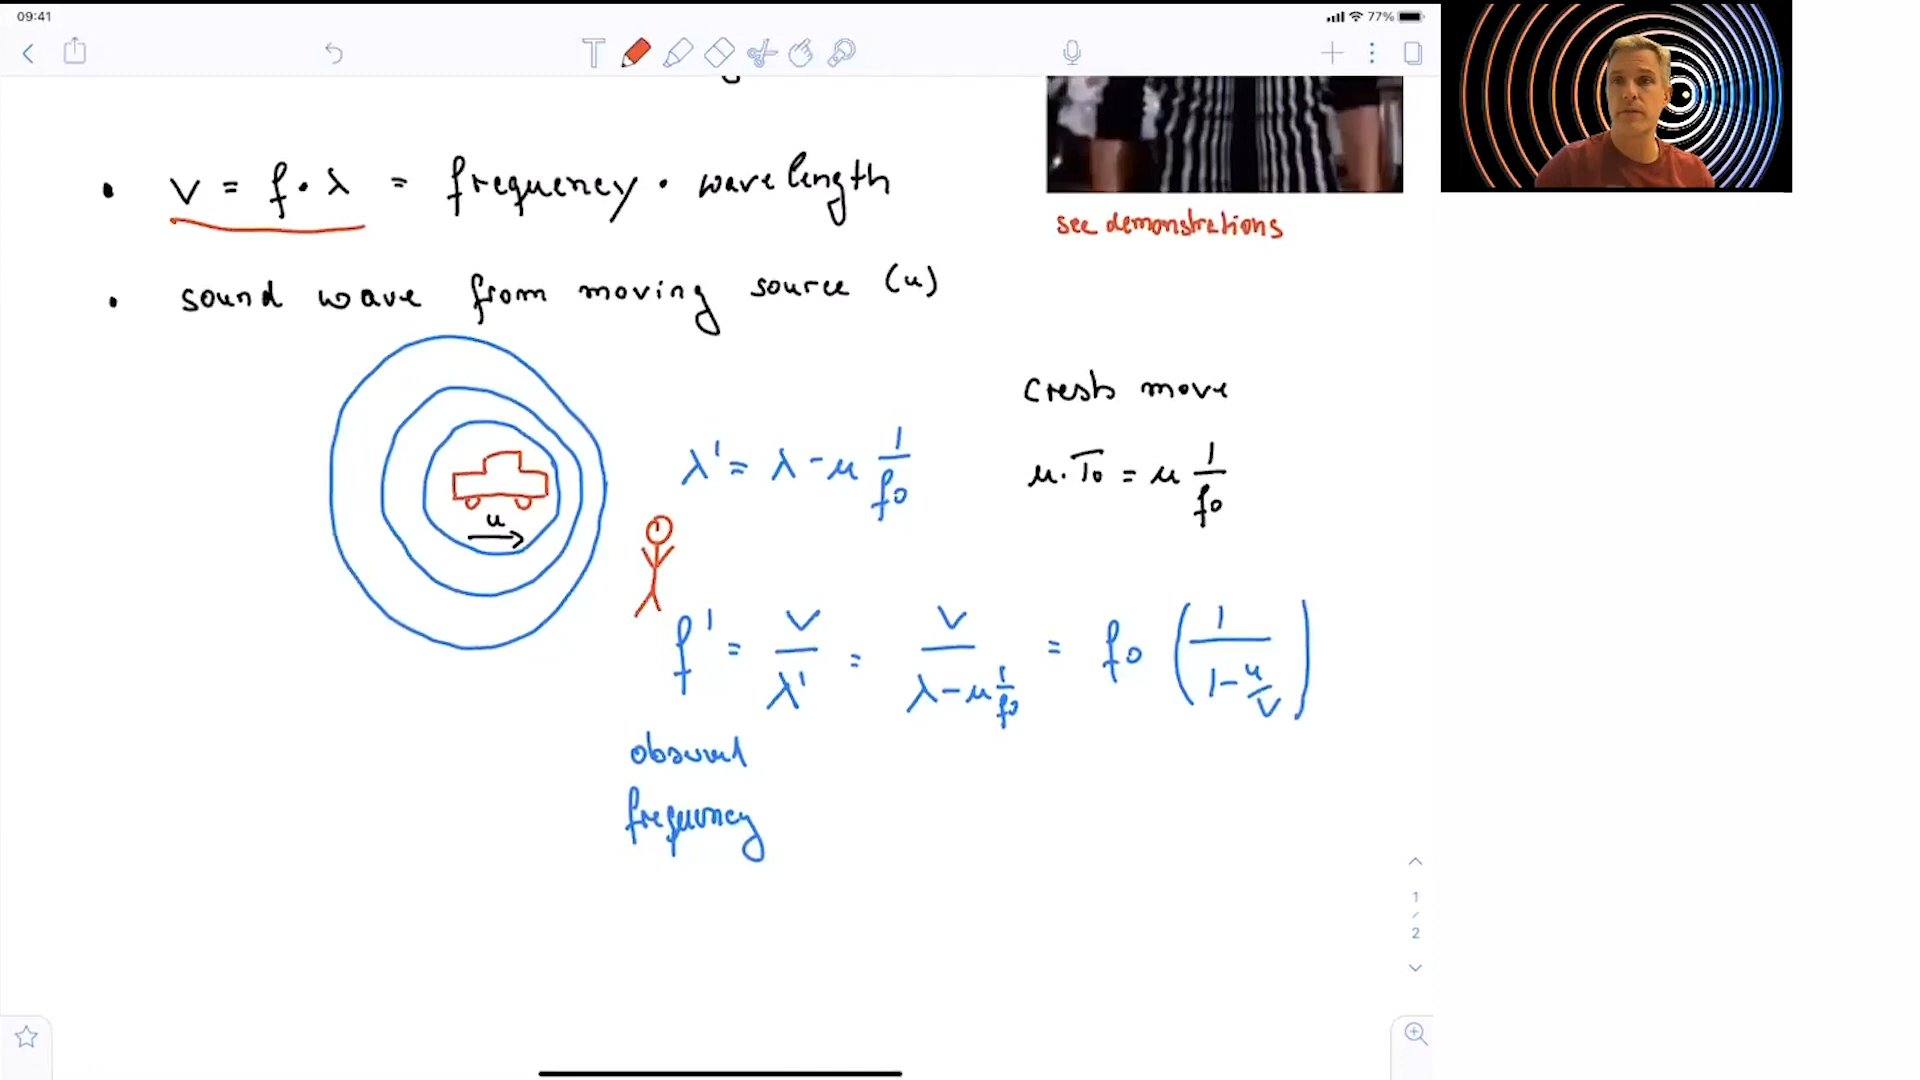 09:41
77%
T
• v = f · λ = frequency · wavelength
see demonstrations
• sound wave from moving source (u)
crests move
λ' = λ - u 1/f0
u · T0 = u 1/f0
u
f' = v/λ' = v/(λ - u 1/f0) = f0 (1/(1 - u/v))
observed
frequency
1
/
2